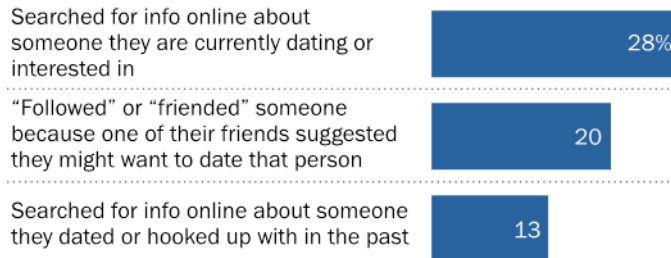 Searched for info online about
someone they are currently dating or
interested in
28%
“Followed” or “friended” someone
because one of their friends suggested
they might want to date that person
20
Searched for info online about someone
they dated or hooked up with in the past
13